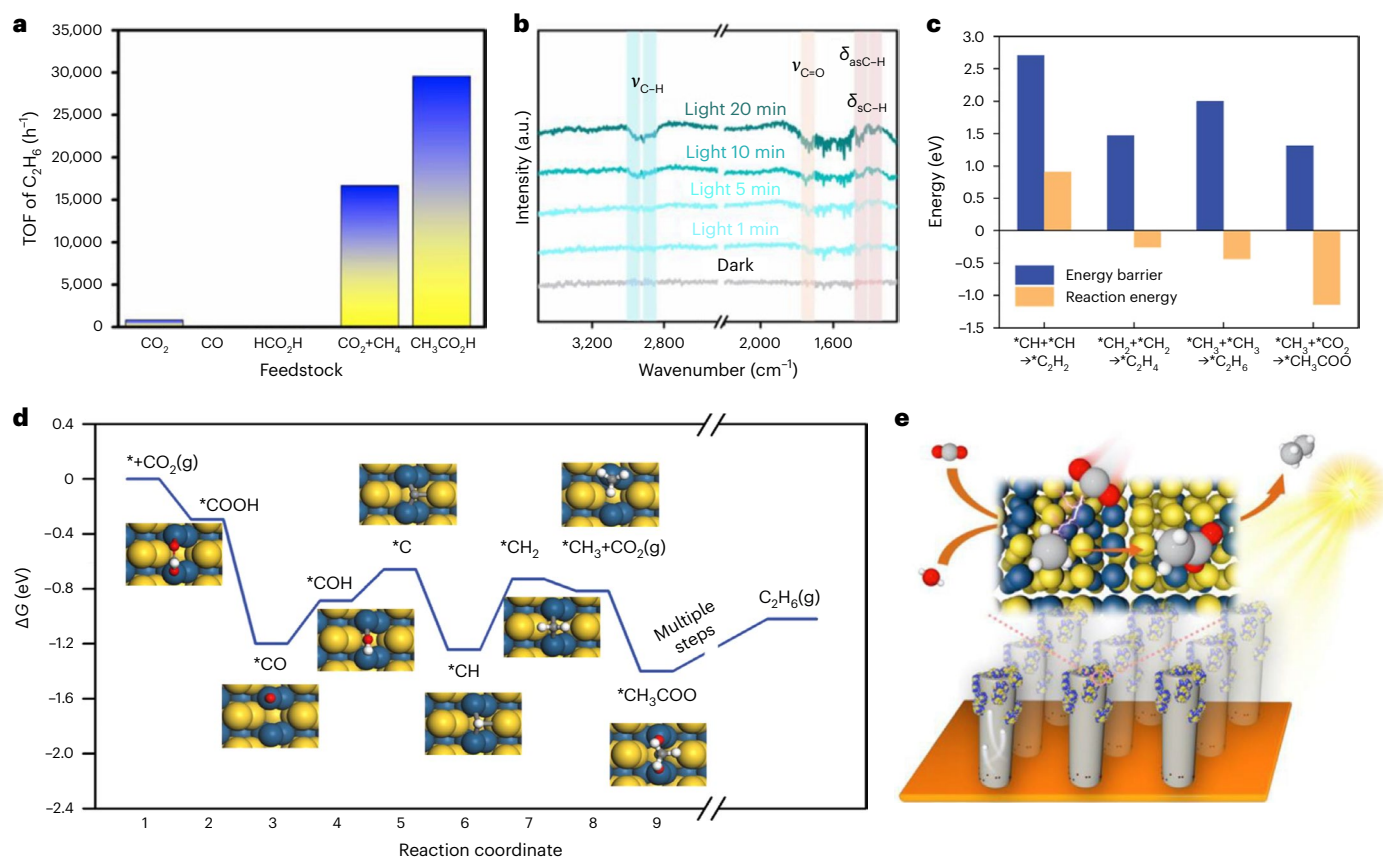 a
35,000
30,000
25,000
20,000
15,000
10,000
5,000
0
TOF of C₂H₆ (h⁻¹)
CO₂ CO HCO₂H CO₂+CH₄ CH₃CO₂H
Feedstock
b
Intensity (a.u.)
νC–H
νC=O
δasC–H
δsC–H
Light 20 min
Light 10 min
Light 5 min
Light 1 min
Dark
3,200 2,800 2,000 1,600
Wavenumber (cm⁻¹)
c
3.0
2.5
2.0
1.5
1.0
0.5
0
–0.5
–1.0
–1.5
Energy (eV)
Energy barrier
Reaction energy
*CH+*CH *CH₂+*CH₂ *CH₃+*CH₃ *CH₃+*CO₂
→*C₂H₂ →*C₂H₄ →*C₂H₆ →*CH₃COO
d
0.4
0
–0.4
–0.8
–1.2
–1.6
–2.0
–2.4
ΔG (eV)
*+CO₂(g)
*COOH
*CO
*COH
*C
*CH
*CH₂
*CH₃+CO₂(g)
*CH₃COO
Multiple
steps
C₂H₆(g)
1 2 3 4 5 6 7 8 9
Reaction coordinate
e